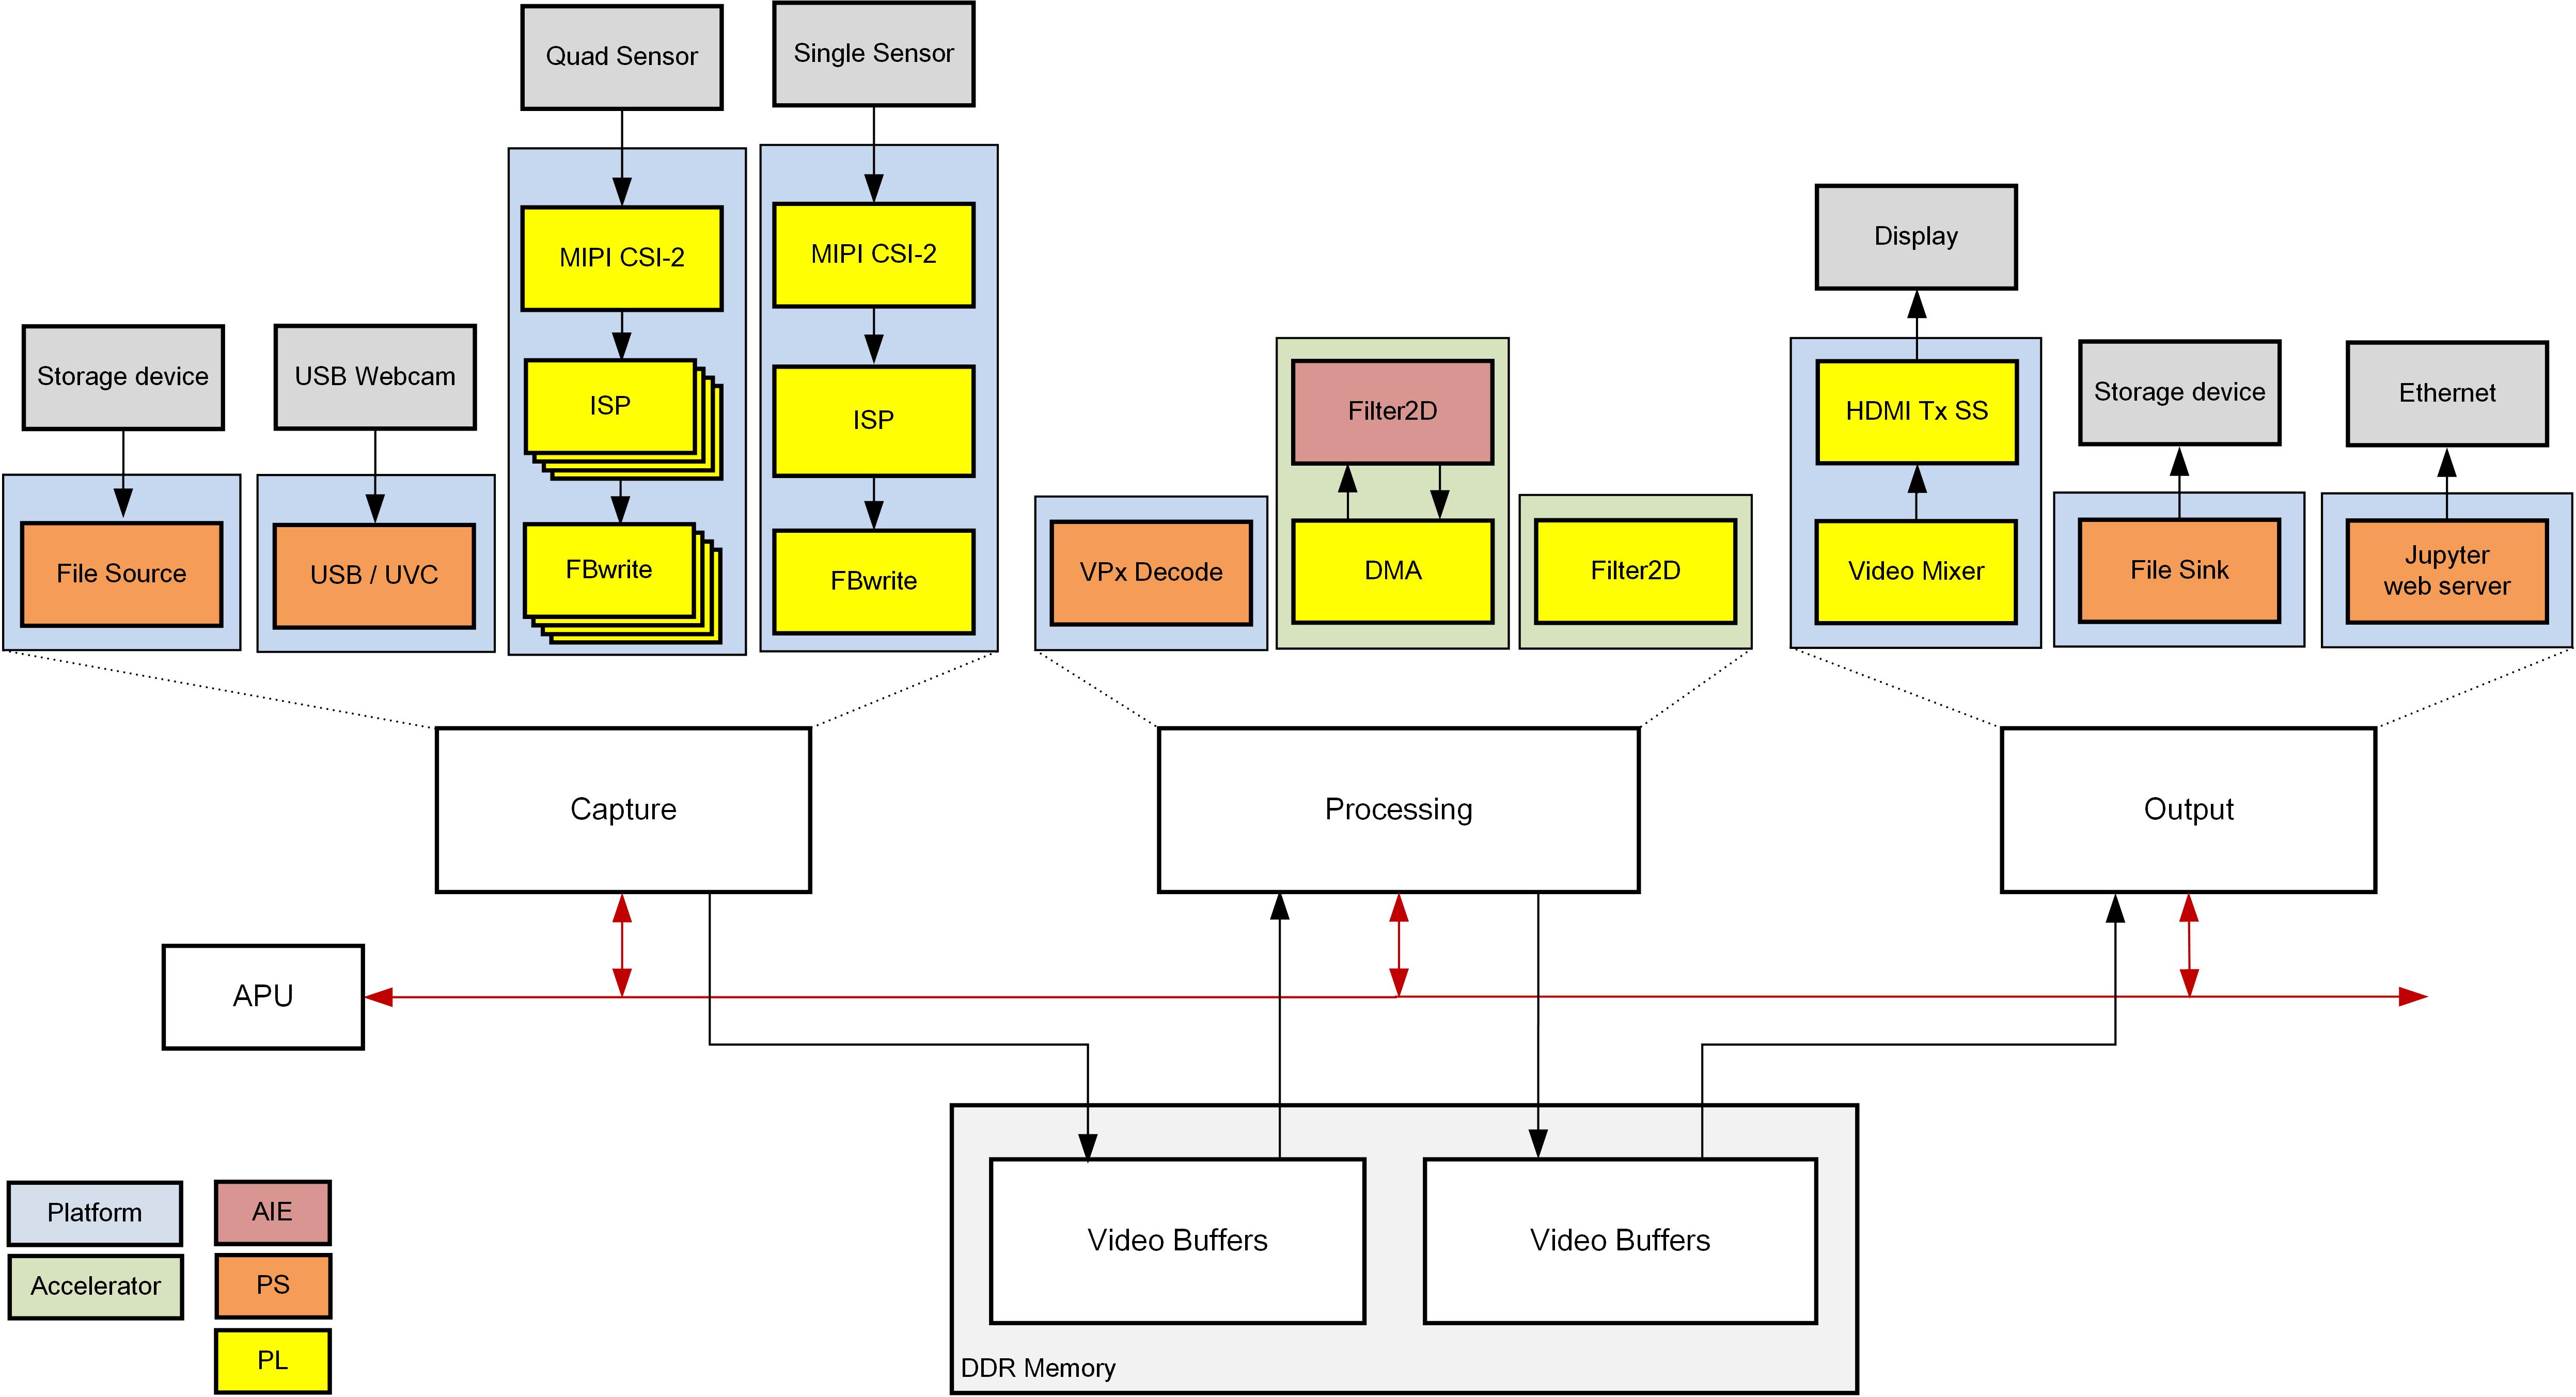 Quad Sensor
Single Sensor
MIPI CSI-2
MIPI CSI-2
Display
Storage device
USB Webcam
ISP
ISP
Filter2D
HDMI Tx SS
Storage device
Ethernet
File Source
USB / UVC
FBwrite
FBwrite
VPx Decode
DMA
Filter2D
Video Mixer
File Sink
Jupyter
web server
Capture
Processing
Output
APU
Video Buffers
Video Buffers
DDR Memory
Platform
AIE
Accelerator
PS
PL